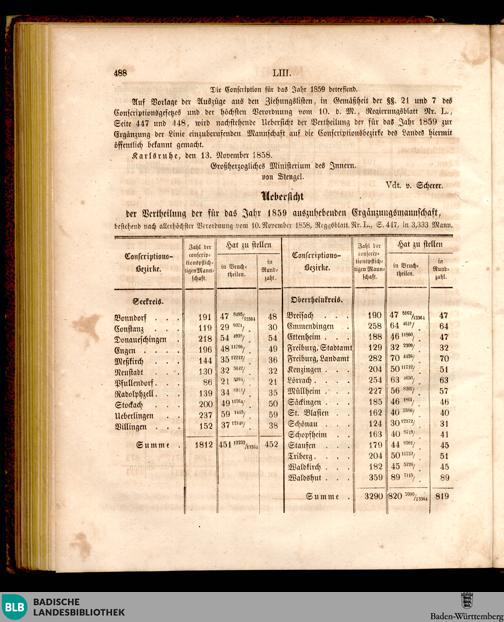 488 LIII.
Die Conscription für das Jahr 1859 betreffend.
Auf Vorlage der Auszüge aus den Ziehungslisten, in Gemäßheit der §§. 21 und 7 des
Conscriptionsgesetzes und der höchsten Verordnung vom 10. d. M., Regierungsblatt Nr. L.,
Seite 447 und 448, wird nachstehende Uebersicht der Vertheilung der für das Jahr 1859 zur
Ergänzung der Linie einzuberufenden Mannschaft auf die Conscriptionsbezirke des Landes hiermit
öffentlich bekannt gemacht.
Karlsruhe, den 13. November 1858.
Großherzogliches Ministerium des Innern.
von Stengel.
Vdt. v. Scherer.
Uebersicht
der Vertheilung der für das Jahr 1859 auszuhebenden Ergänzungsmannschaft,
bestehend nach allerhöchster Verordnung vom 10. November 1858, Reggsblatt Nr. L., S. 447, in 3,333 Mann.
Conscriptions-Bezirke. Zahl der conscriptionspflichtigen Mannschaft. Hat zu stellen in Bruchtheilen. in Rundzahl.
Conscriptions-Bezirke. Zahl der conscriptionspflichtigen Mannschaft. Hat zu stellen in Bruchtheilen. in Rundzahl.
Seekreis.
Bonndorf . . . . 191 47 48
Constanz . . . . 119 29 30
Donaueschingen 218 54 54
Engen . . . . 196 48 49
Meßkirch . . . 144 35 36
Neustadt . . . 130 32 32
Pfullendorf . . . 86 21 21
Radolphzell . . . 139 34 35
Stockach . . . 200 49 50
Ueberlingen . . 237 59 59
Villingen . . . 152 37 38
Summe . 1812 451 452
Oberrheinkreis.
Breisach . . . 190 47 47
Emmendingen . 258 64 64
Ettenheim . . . 188 46 47
Freiburg, Stadtamt 129 32 32
Freiburg, Landamt 282 70 70
Kenzingen . . . 204 50 51
Lörrach . . . . 254 63 63
Müllheim . . . 227 56 57
Säckingen . . . 185 46 46
St. Blasien . . 162 40 40
Schönau . . . 124 30 31
Schopfheim . . 163 40 41
Staufen . . . 179 44 45
Triberg . . . . 204 50 51
Waldkirch . . . 182 45 45
Waldshut . . . 359 89 89
Summe . 3290 820 819
BLB BADISCHE
LANDESBIBLIOTHEK
Baden-Württemberg